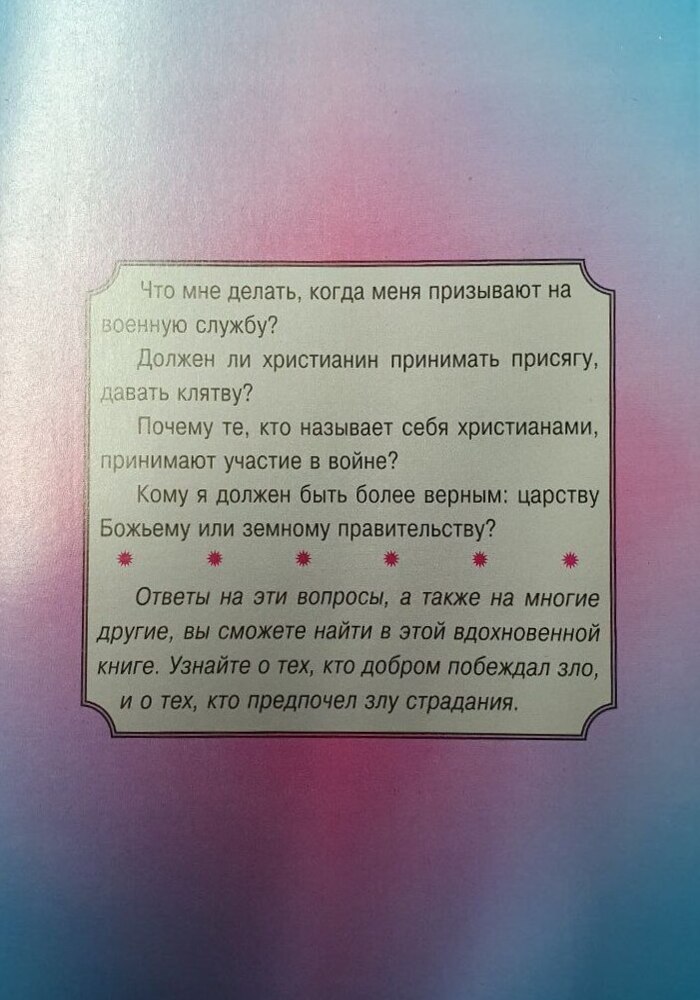 Что мне делать, когда меня призывают на
военную службу?
Должен ли христианин принимать присягу,
давать клятву?
Почему те, кто называет себя христианами,
принимают участие в войне?
Кому я должен быть более верным: царству
Божьему или земному правительству?
Ответы на эти вопросы, а также на многие
другие, вы сможете найти в этой вдохновенной
книге. Узнайте о тех, кто добром побеждал зло,
и о тех, кто предпочел злу страдания.